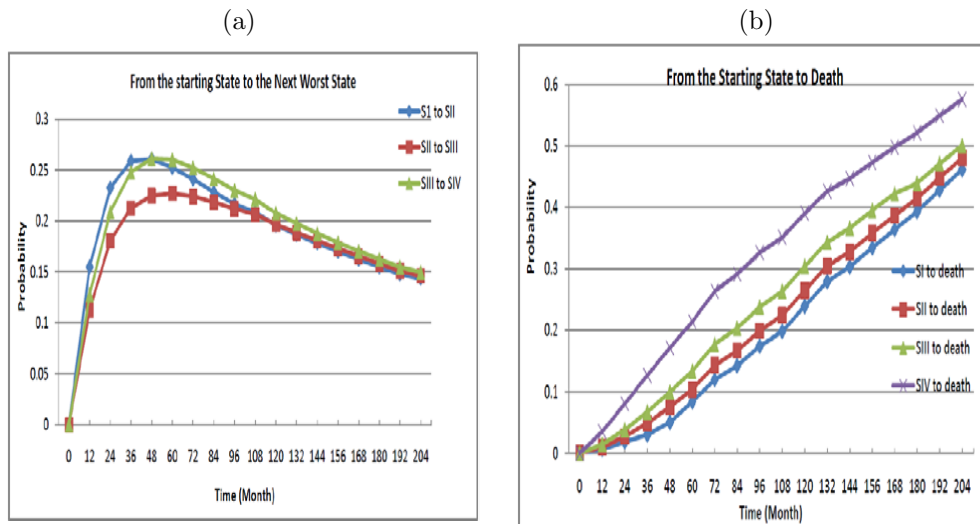 (a)
From the starting State to the Next Worst State
S1 to SII
SII to SIII
SIII to SIV
0.3
0.25
0.2
0.15
0.1
0.05
0
Probability
0 12 24 36 48 60 72 84 96 108 120 132 144 156 168 180 192 204
Time (Month)
(b)
From the Starting State to Death
0.6
0.5
0.4
0.3
0.2
0.1
0
Probability
SI to death
SII to death
SIII to death
SIV to death
0 12 24 36 48 60 72 84 96 108 120 132 144 156 168 180 192 204
Time (Month)